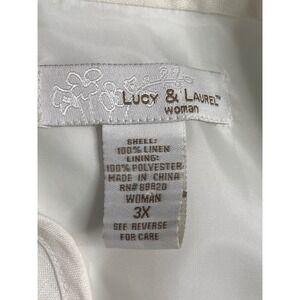 Lucy & Laurel™
woman
SHELL:
100% LINEN
LINING:
100% POLYESTER
MADE IN CHINA
RN# 89820
WOMAN
3X
SEE REVERSE
FOR CARE